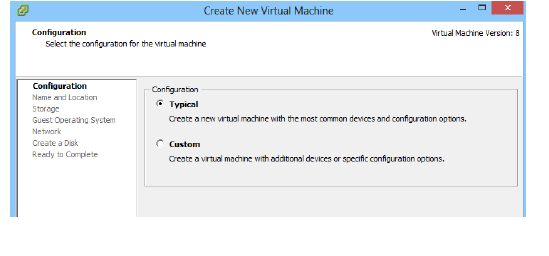 Create New Virtual Machine
Configuration
Select the configuration for the virtual machine
Virtual Machine Version: 8
Configuration
Name and Location
Storage
Guest Operating System
Network
Create a Disk
Ready to Complete
Configuration
Typical
Create a new virtual machine with the most common devices and configuration options.
Custom
Create a virtual machine with additional devices or specific configuration options.